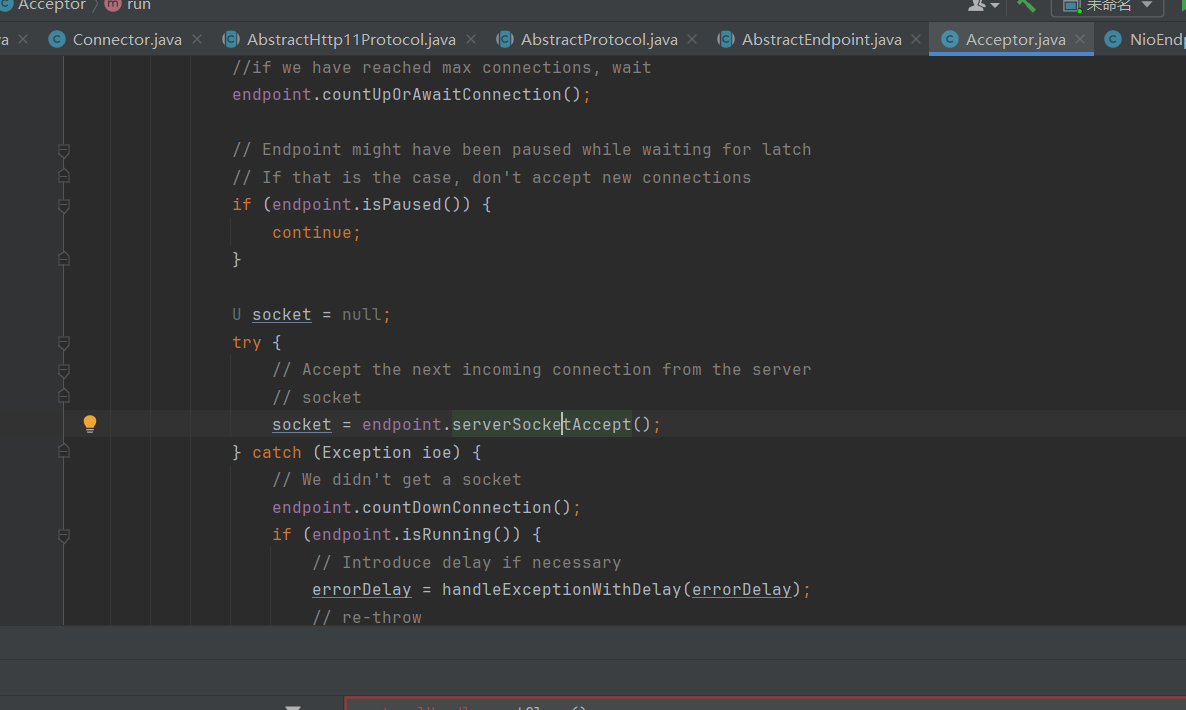 Acceptor › run
未命名
a Connector.java AbstractHttp11Protocol.java AbstractProtocol.java AbstractEndpoint.java Acceptor.java NioEndp
//if we have reached max connections, wait
endpoint.countUpOrAwaitConnection();
// Endpoint might have been paused while waiting for latch
// If that is the case, don't accept new connections
if (endpoint.isPaused()) {
continue;
}
U socket = null;
try {
// Accept the next incoming connection from the server
// socket
socket = endpoint.serverSocketAccept();
} catch (Exception ioe) {
// We didn't get a socket
endpoint.countDownConnection();
if (endpoint.isRunning()) {
// Introduce delay if necessary
errorDelay = handleExceptionWithDelay(errorDelay);
// re-throw